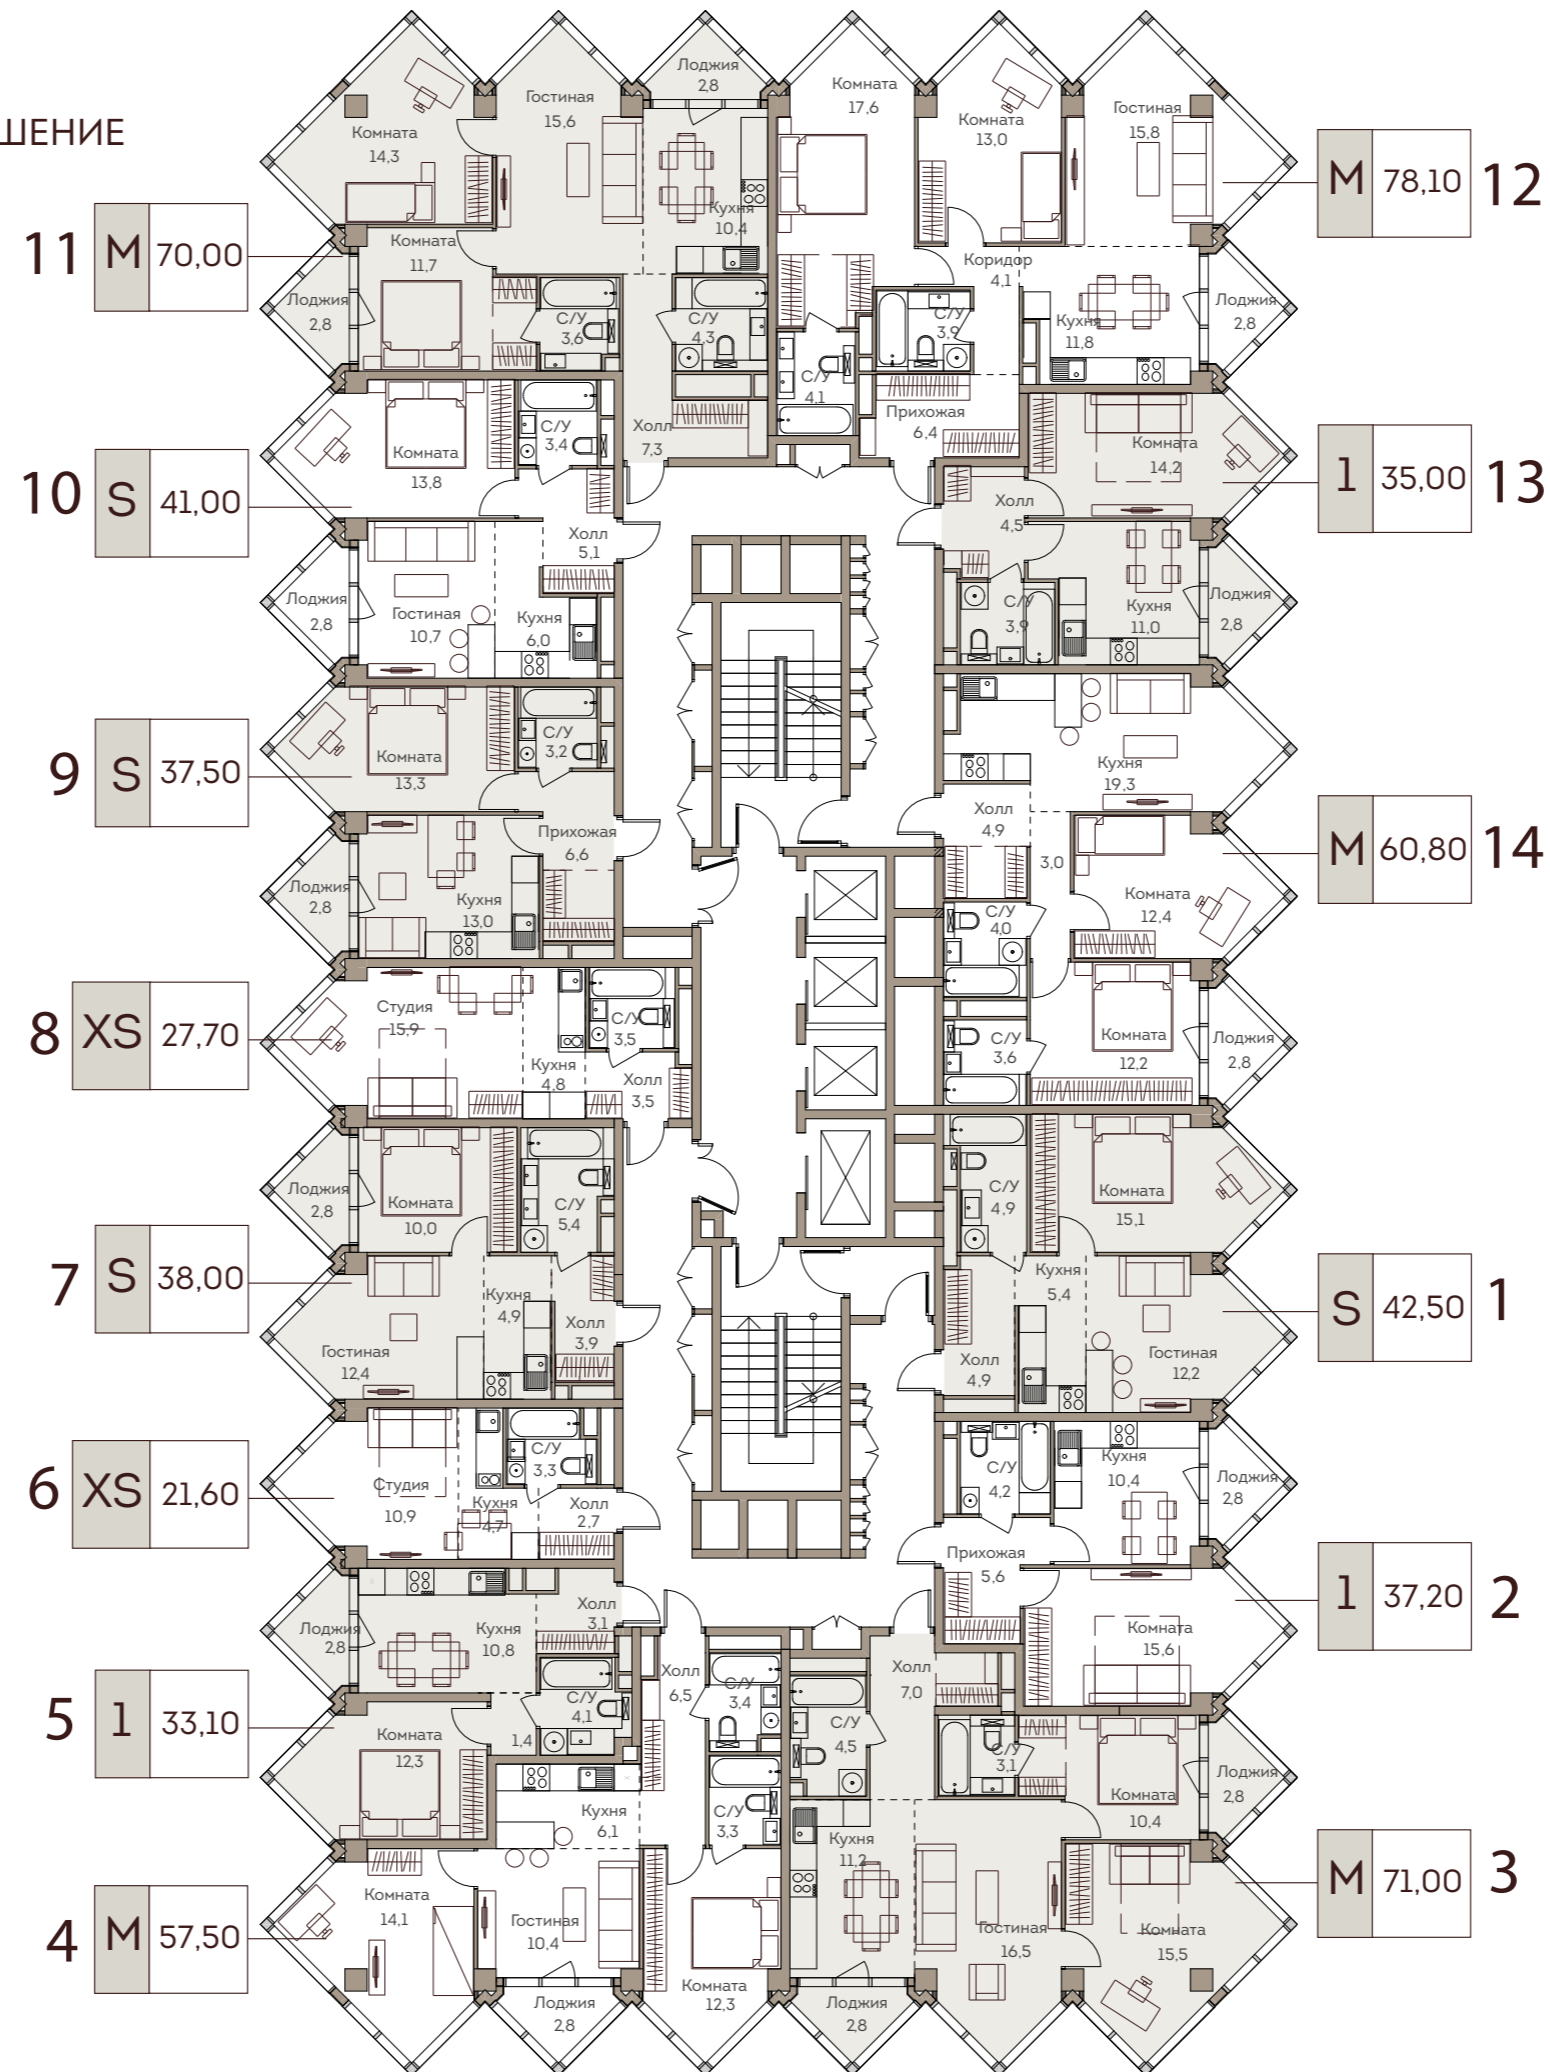 ШЕНИЕ
Лоджия
2,8
Комната
17,6
Гостиная
15,6
Комната
14,3
Комната
13,0
Гостиная
15,8
М 78,10 12
11 М 70,00
Кухня
10,4
Комната
11,7
Коридор
4,1
Лоджия
2,8
С/У
3,6
С/У
4,3
С/У
3,9
Кухня
11,8
Лоджия
2,8
С/У
4,1
Прихожая
6,4
Холл
7,3
10 S 41,00
Комната
13,8
С/У
3,4
Холл
5,1
Комната
14,2
1 35,00 13
Холл
4,5
Лоджия
2,8
Гостиная
10,7
Кухня
6,0
С/У
3,9
Кухня
11,0
Лоджия
2,8
9 S 37,50
Комната
13,3
С/У
3,2
Кухня
19,3
Прихожая
6,6
Холл
4,9
3,0
М 60,80 14
Лоджия
2,8
Кухня
13,0
С/У
4,0
Комната
12,4
8 XS 27,70
Студия
15,9
Кухня
4,8
С/У
3,5
Холл
3,5
С/У
3,6
Комната
12,2
Лоджия
2,8
Лоджия
2,8
Комната
10,0
С/У
5,4
С/У
4,9
Комната
15,1
7 S 38,00
Гостиная
12,4
Кухня
4,9
Холл
3,9
Кухня
5,4
Холл
4,9
Гостиная
12,2
S 42,50 1
6 XS 21,60
Студия
10,9
Кухня
4,7
С/У
3,3
Холл
2,7
С/У
4,2
Кухня
10,4
Лоджия
2,8
Прихожая
5,6
1 37,20 2
Комната
15,6
Лоджия
2,8
Кухня
10,8
Холл
3,1
5 1 33,10
Комната
12,3
1,4
С/У
4,1
Холл
6,5
С/У
3,4
С/У
4,5
Холл
7,0
С/У
3,1
Комната
10,4
Лоджия
2,8
Кухня
6,1
С/У
3,3
Кухня
11,2
М 71,00 3
4 М 57,50
Комната
14,1
Гостиная
10,4
Комната
12,3
Гостиная
16,5
Комната
15,5
Лоджия
2,8
Лоджия
2,8